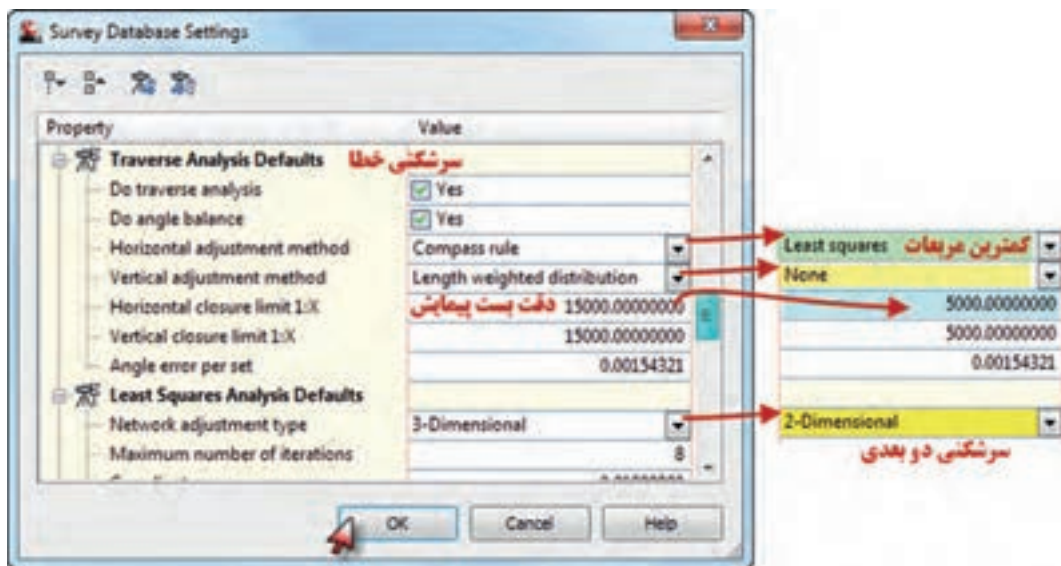 Survey Database Settings
Property Value
Traverse Analysis Defaults سرشکنی خطا
Do traverse analysis Yes
Do angle balance Yes
Horizontal adjustment method Compass rule Least squares کمترین مربعات
Vertical adjustment method Length weighted distribution None
Horizontal closure limit 1:X دقت بست پیمایش 15000.00000000 5000.00000000
Vertical closure limit 1:X 15000.00000000 5000.00000000
Angle error per set 0.00154321 0.00154321
Least Squares Analysis Defaults
Network adjustment type 3-Dimensional 2-Dimensional
Maximum number of iterations 8
سرشکنی دو بعدی
OK Cancel Help